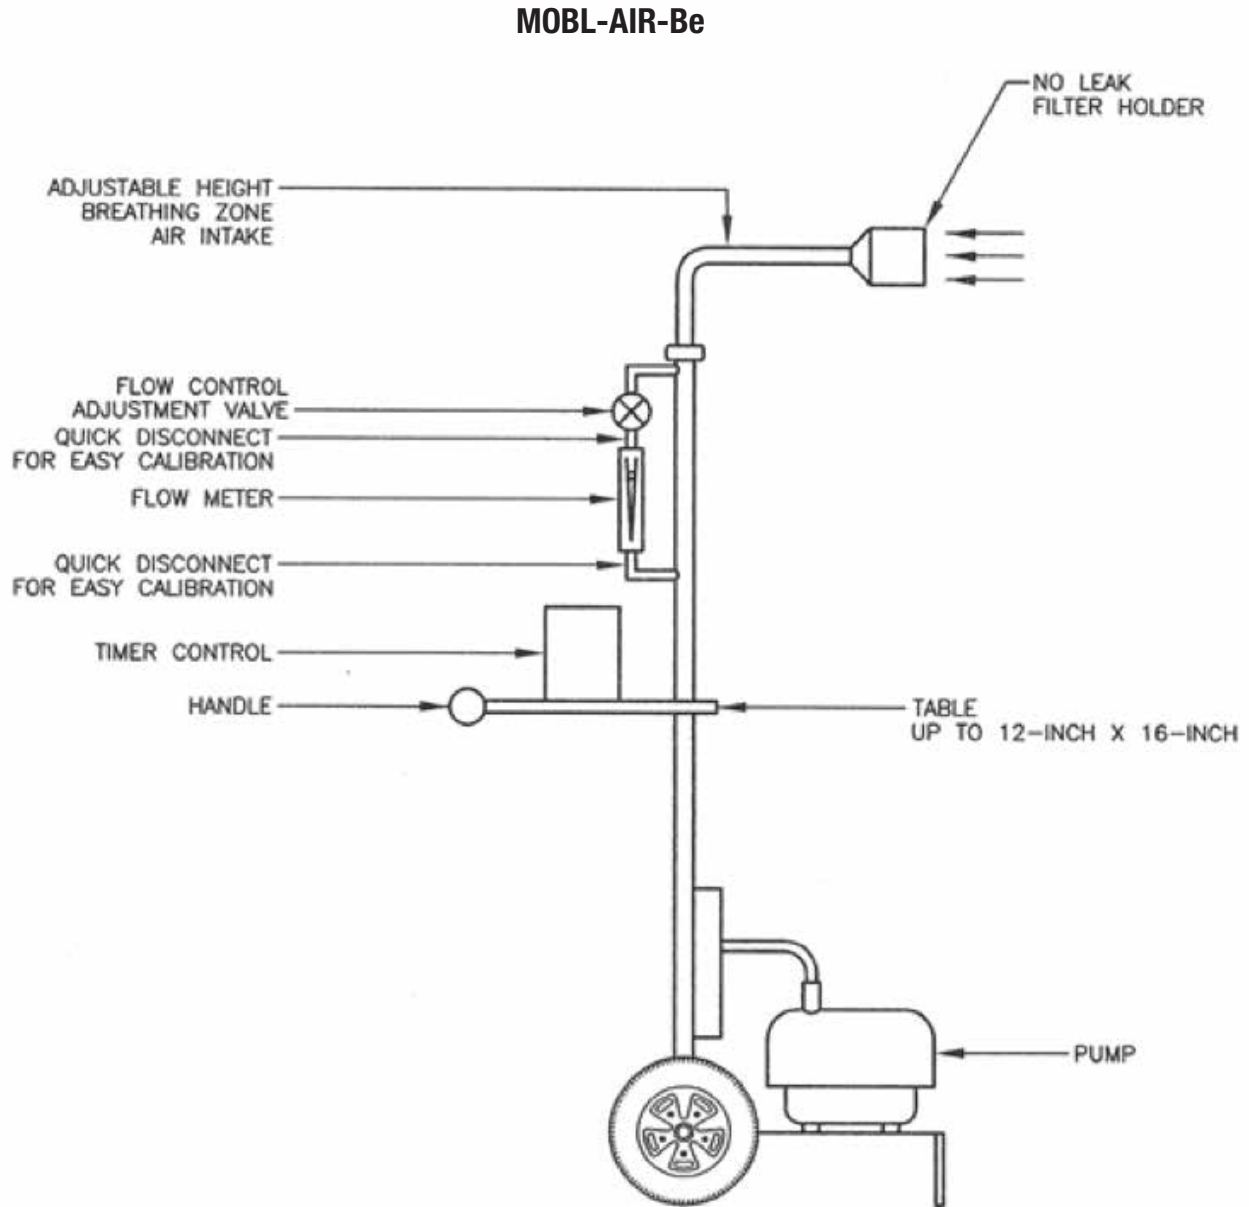 MOBL-AIR-Be
NO LEAK
FILTER HOLDER
ADJUSTABLE HEIGHT
BREATHING ZONE
AIR INTAKE
FLOW CONTROL
ADJUSTMENT VALVE
QUICK DISCONNECT
FOR EASY CALIBRATION
FLOW METER
QUICK DISCONNECT
FOR EASY CALIBRATION
TIMER CONTROL
HANDLE
TABLE
UP TO 12-INCH X 16-INCH
PUMP